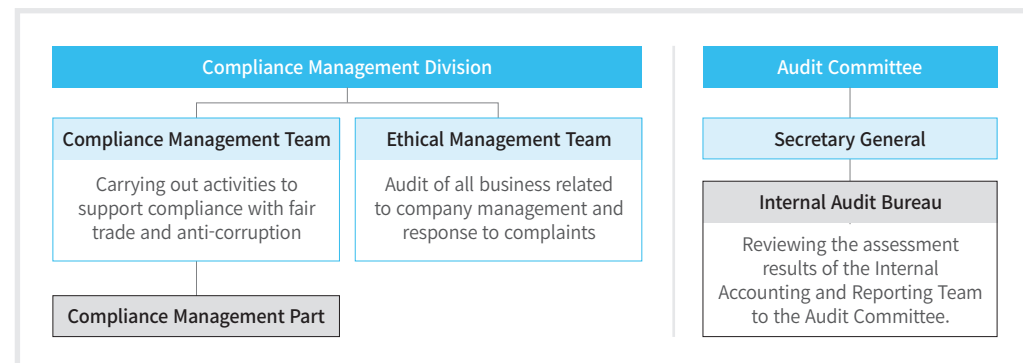 Compliance Management Division
Compliance Management Team
Carrying out activities to
support compliance with fair
trade and anti-corruption
Compliance Management Part
Ethical Management Team
Audit of all business related
to company management and
response to complaints
Audit Committee
Secretary General
Internal Audit Bureau
Reviewing the assessment
results of the Internal
Accounting and Reporting Team
to the Audit Committee.